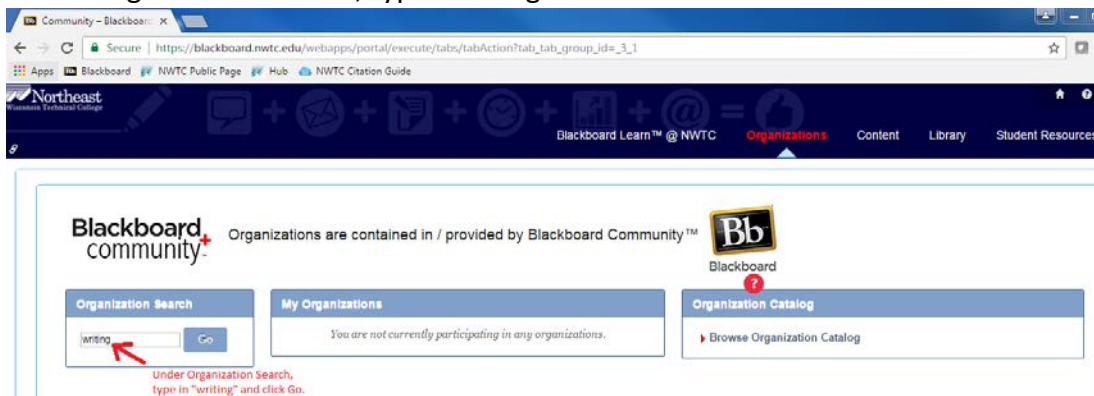 Community – Blackboard
Secure | https://blackboard.nwtc.edu/webapps/portal/execute/tabs/tabAction?tab_tab_group_id=_3_1
Apps Blackboard NWTC Public Page Hub NWTC Citation Guide
Northeast
Wisconsin Technical College
Blackboard Learn™ @ NWTC Organizations Content Library Student Resources
Blackboard
community
Organizations are contained in / provided by Blackboard Community™
Bb
Blackboard
?
Organization Search My Organizations Organization Catalog
writing Go You are not currently participating in any organizations. Browse Organization Catalog
Under Organization Search,
type in "writing" and click Go.